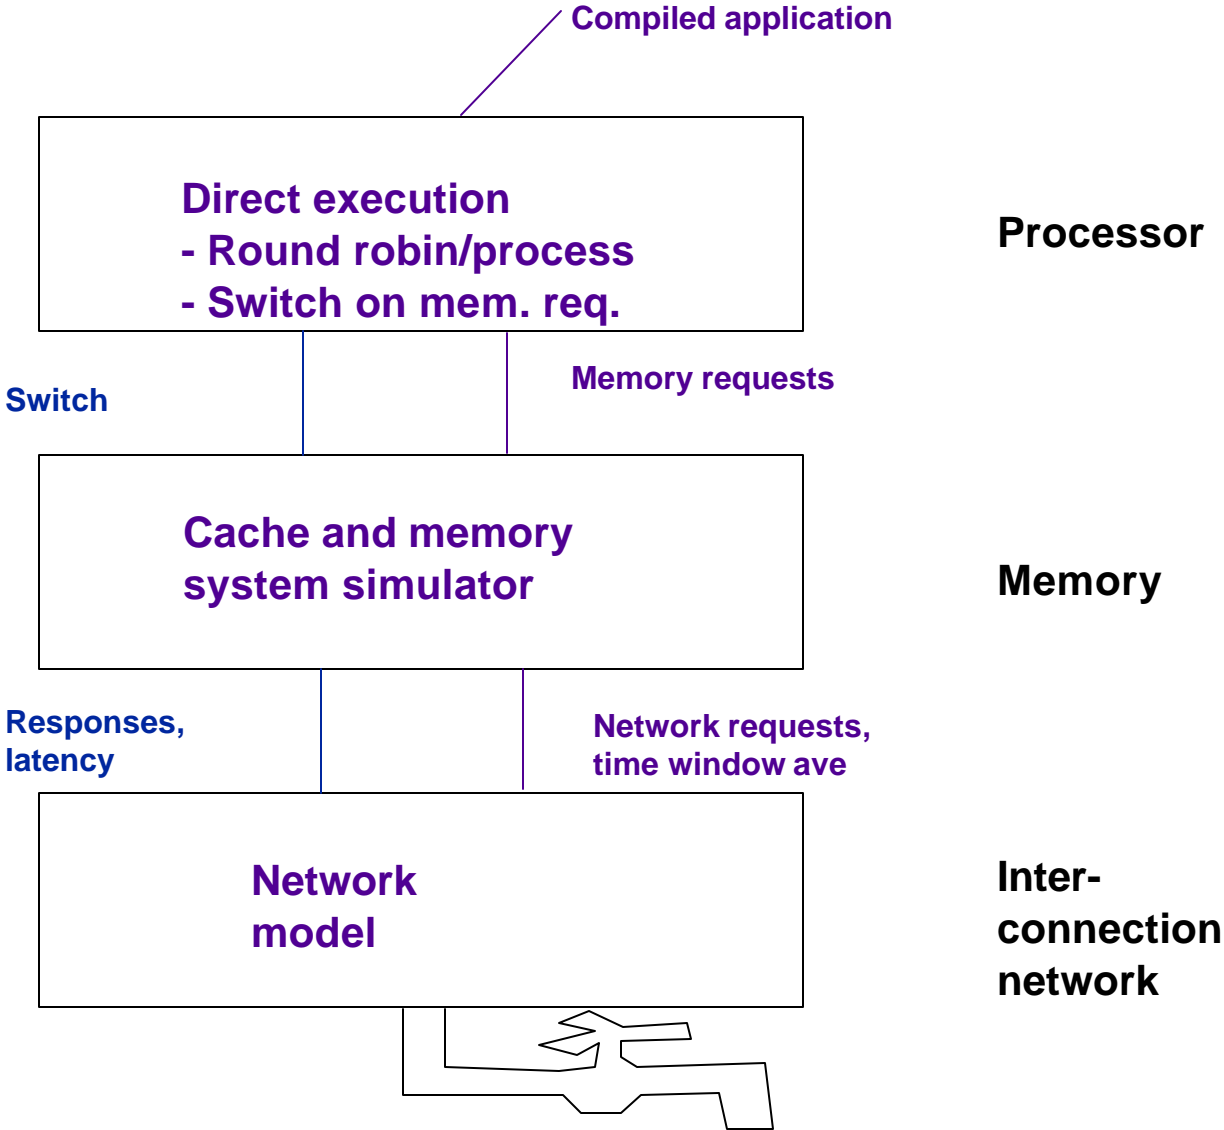 Compiled application
Direct execution
- Round robin/process
- Switch on mem. req.
Processor
Switch
Memory requests
Cache and memory
system simulator
Memory
Responses,
latency
Network requests,
time window ave
Network
model
Inter-
connection
network